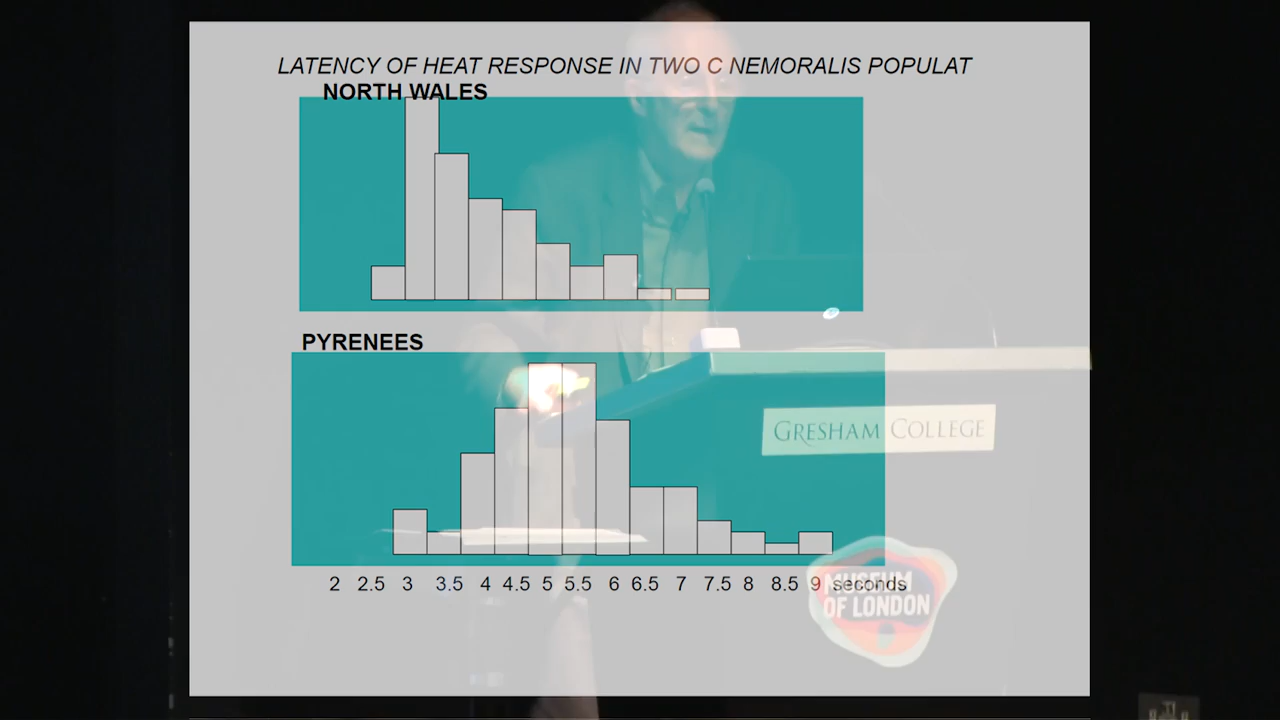 LATENCY OF HEAT RESPONSE IN TWO C NEMORALIS POPULAT
NORTH WALES
PYRENEES
GRESHAM COLLEGE
2 2.5 3 3.5 4 4.5 5 5.5 6 6.5 7 7.5 8 8.5 9 seconds
MUSEUM
OF LONDON